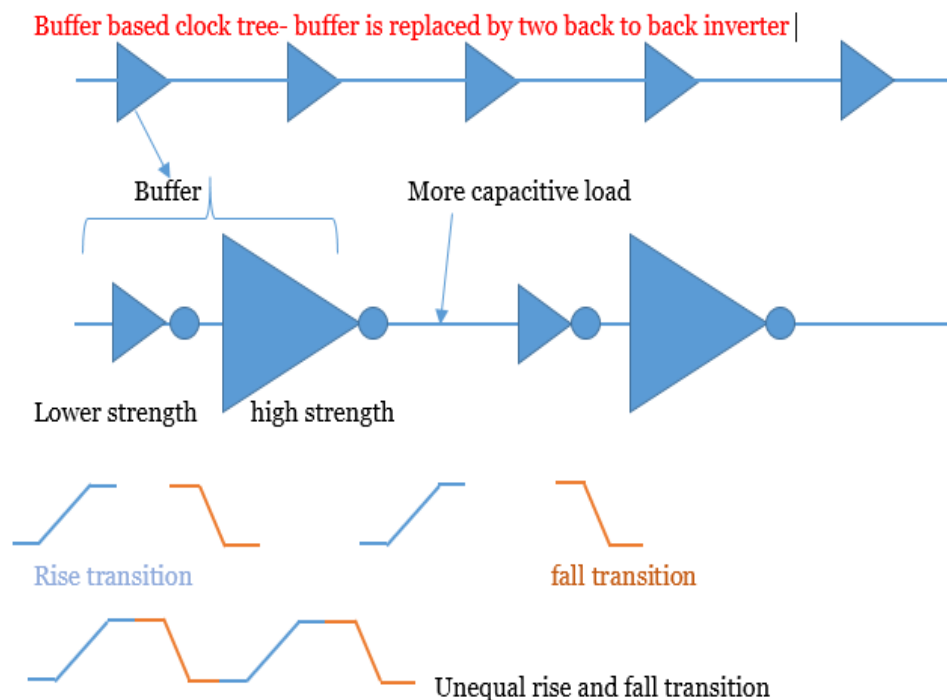 Buffer based clock tree- buffer is replaced by two back to back inverter
Buffer
More capacitive load
Lower strength
high strength
Rise transition
fall transition
Unequal rise and fall transition